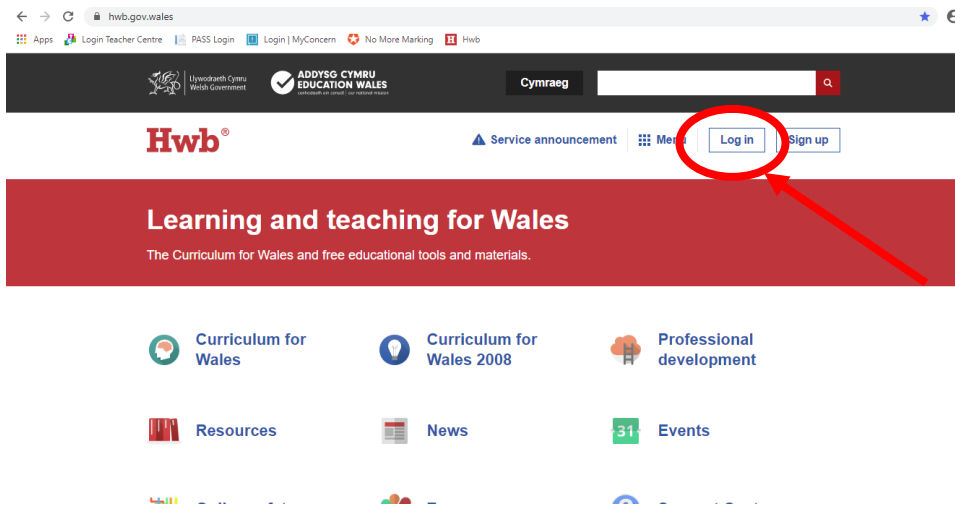 hwb.gov.wales
Apps Login Teacher Centre PASS Login Login | MyConcern No More Marking Hwb
Llywodraeth Cymru
Welsh Government
ADDYSG CYMRU
EDUCATION WALES
Cymraeg
Hwb®
Service announcement Log in Sign up
Learning and teaching for Wales
The Curriculum for Wales and free educational tools and materials.
Curriculum for
Wales
Curriculum for
Wales 2008
Professional
development
Resources News 31 Events